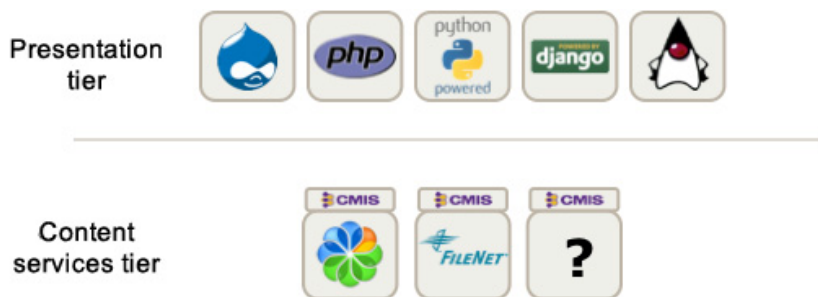 Presentation
tier
php
python
powered
POWERED BY
django
CMIS
CMIS
CMIS
Content
services tier
FILENET
?